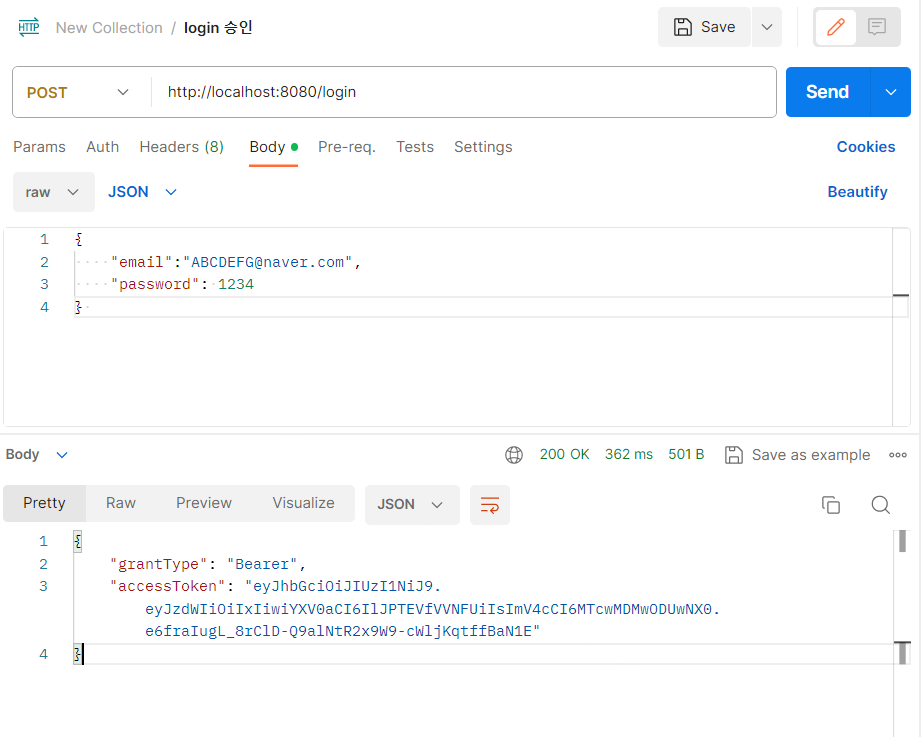 HTTP New Collection / login 승인 Save
POST http://localhost:8080/login Send
Params Auth Headers (8) Body Pre-req. Tests Settings Cookies
raw JSON Beautify
1 {
2 "email":"ABCDEFG@naver.com",
3 "password": 1234
4 }
Body 200 OK 362 ms 501 B Save as example
Pretty Raw Preview Visualize JSON
1 {
2 "grantType": "Bearer",
3 "accessToken": "eyJhbGciOiJIUzI1NiJ9.
eyJzdWIiOiIxIiwiYXV0aCI6IlJPTEVfVVNFUiIsImV4cCI6MTcwMDMwODUwNX0.
e6fraIugL_8rClD-Q9alNtR2x9W9-cWljKqtffBaN1E"
4 }